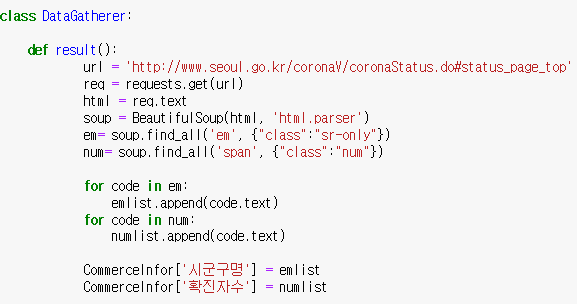 class DataGatherer:
def result():
url = 'http://www.seoul.go.kr/coronaV/coronaStatus.do#status_page_top'
req = requests.get(url)
html = req.text
soup = BeautifulSoup(html, 'html.parser')
em= soup.find_all('em', {"class":"sr-only"})
num= soup.find_all('span', {"class":"num"})
for code in em:
emlist.append(code.text)
for code in num:
numlist.append(code.text)
CommerceInfor['시군구명'] = emlist
CommerceInfor['확진자수'] = numlist